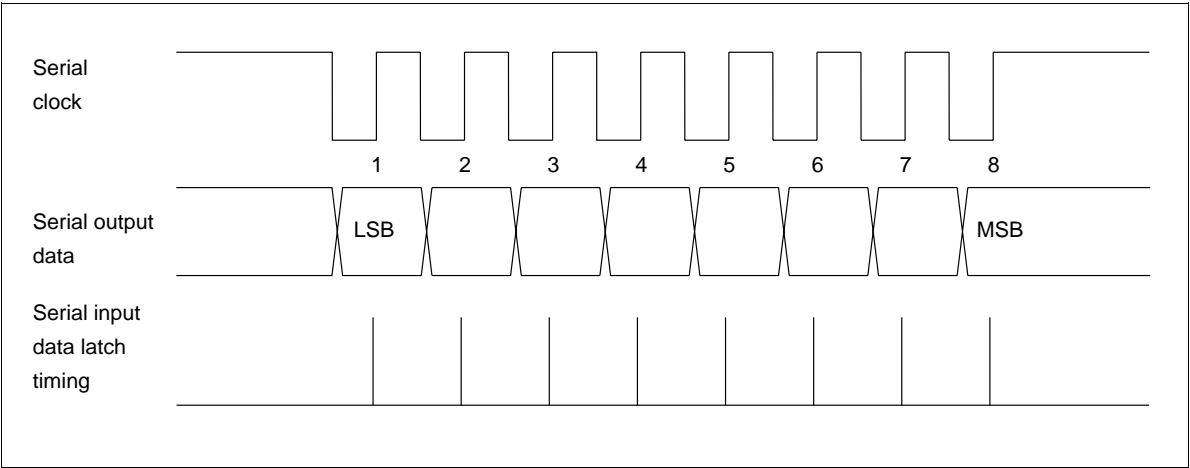 Serial
clock
1 2 3 4 5 6 7 8
Serial output
data
LSB
MSB
Serial input
data latch
timing